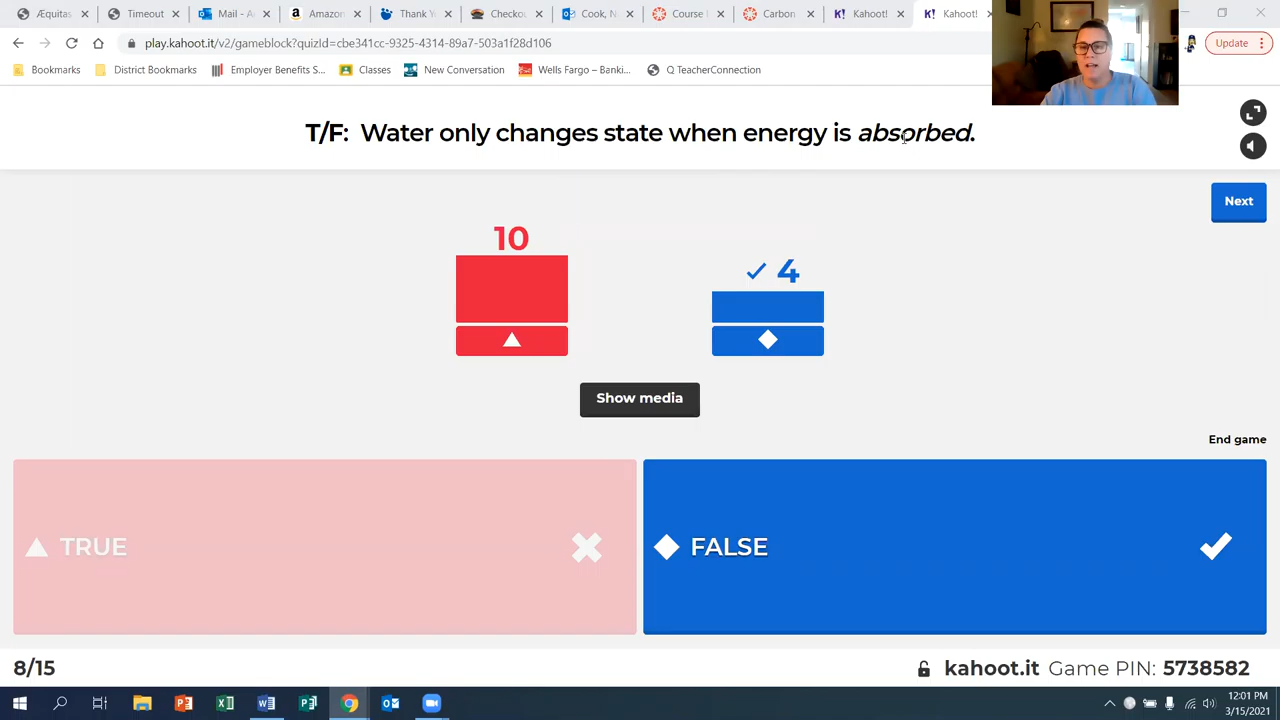 Æquitas
Timeout
Mail - A
Amazon
Thank
Checko
Cook, N
Course
Carbon
Kahoot!
Kahoot!
play.kahoot.it/v2/gameblock?quizId=cbe341cc-9325-4314-89a7-503a1f28d106
Update
Bookmarks
District Bookmarks
Employer Benefits S...
Classes
New Conversation
Wells Fargo – Banki...
Q TeacherConnection
T/F: Water only changes state when energy is absorbed.
Next
10
4
Show media
End game
TRUE
FALSE
8/15
kahoot.it Game PIN: 5738582
12:01 PM
3/15/2021